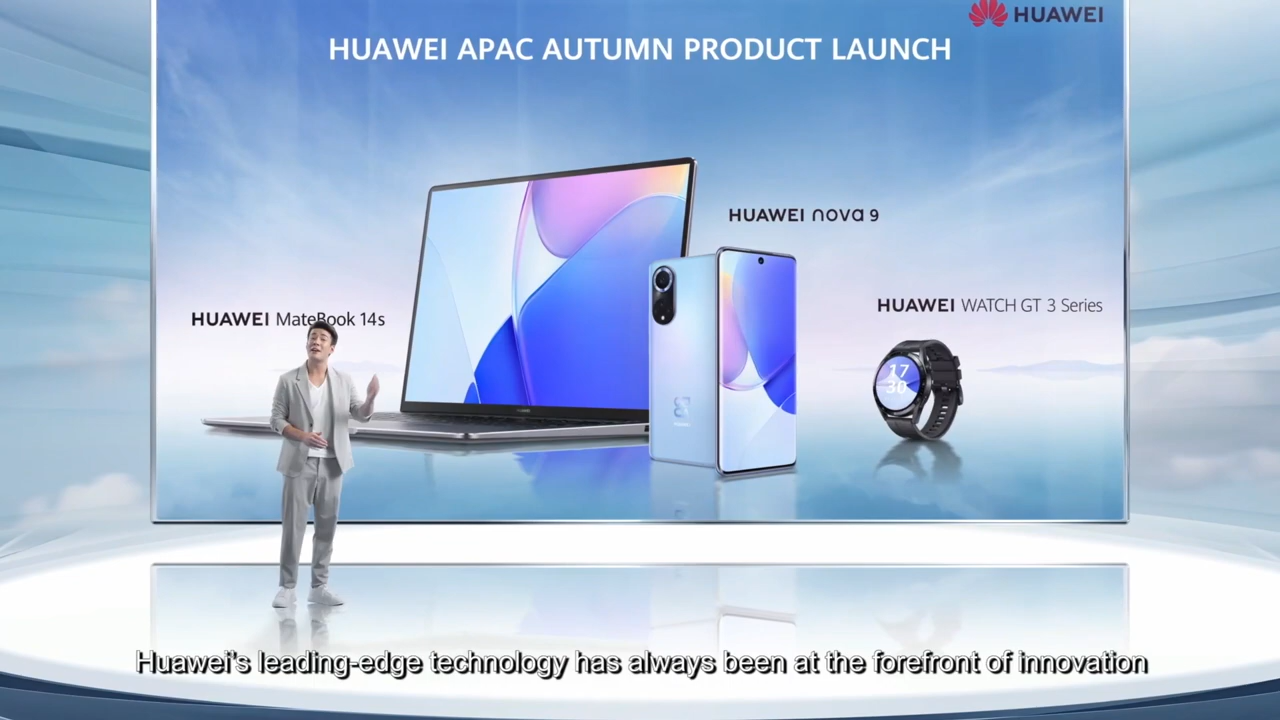 HUAWEI
HUAWEI APAC AUTUMN PRODUCT LAUNCH
HUAWEI nova 9
HUAWEI WATCH GT 3 Series
HUAWEI MateBook 14s
17
30
Huawei's leading-edge technology has always been at the forefront of innovation